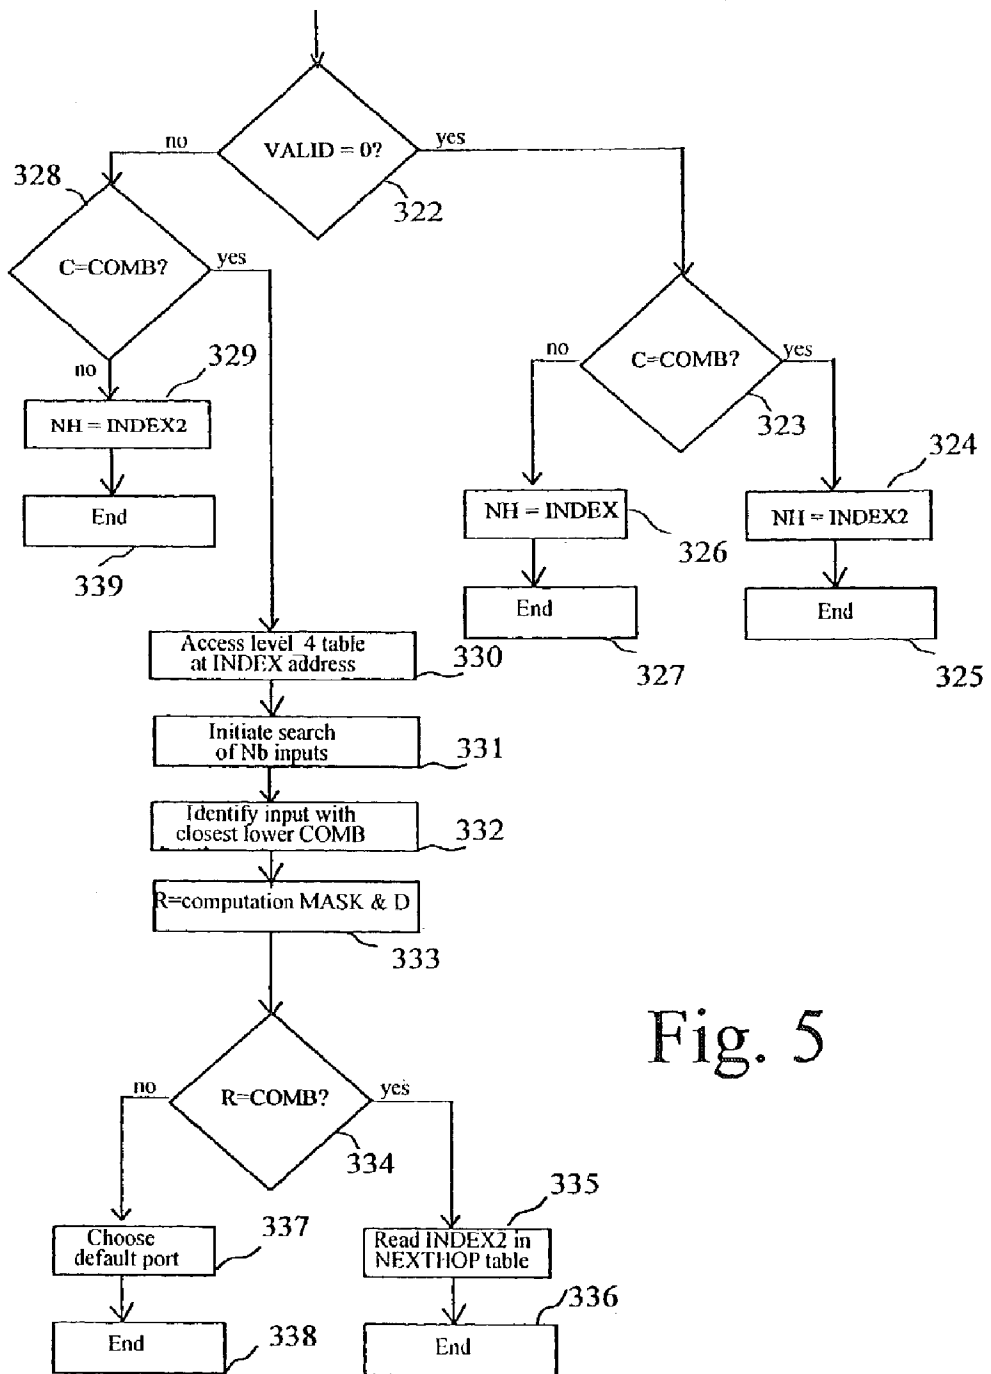 VALID = 0?
no
yes
322
328
C=COMB?
yes
no
329
NH = INDEX2
End
339
C=COMB?
no
yes
323
324
NH = INDEX
326
NH = INDEX2
End
327
End
325
Access level_4 table
at INDEX address
330
Initiate search
of Nb inputs
331
Identify input with
closest lower COMB
332
R=computation MASK & D
333
Fig. 5
R=COMB?
no
yes
334
335
Choose
default port
337
Read INDEX2 in
NEXTHOP table
336
End
338
End